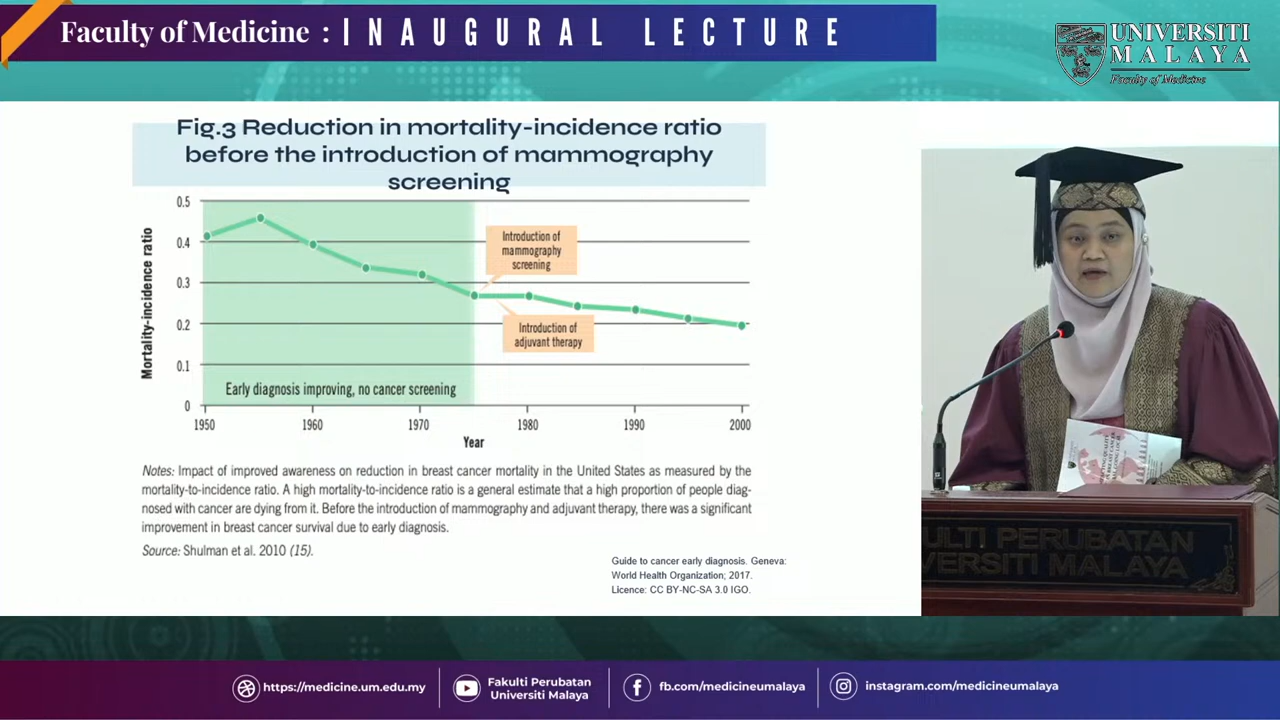 Faculty of Medicine : INAUGURAL LECTURE
UNIVERSITI
MALAYA
Faculty of Medicine
Fig.3 Reduction in mortality-incidence ratio
before the introduction of mammography
screening
Mortality-incidence ratio
0.5
0.4
0.3
0.2
0.1
0
Introduction of
mammography
screening
Introduction of
adjuvant therapy
Early diagnosis improving, no cancer screening
1950 1960 1970 1980 1990 2000
Year
Notes: Impact of improved awareness on reduction in breast cancer mortality in the United States as measured by the
mortality-to-incidence ratio. A high mortality-to-incidence ratio is a general estimate that a high proportion of people diag-
nosed with cancer are dying from it. Before the introduction of mammography and adjuvant therapy, there was a significant
improvement in breast cancer survival due to early diagnosis.
Source: Shulman et al. 2010 (15).
Guide to cancer early diagnosis. Geneva:
World Health Organization; 2017.
Licence: CC BY-NC-SA 3.0 IGO.
ULTI PERUBATAN
VERSITI MALAYA
https://medicine.um.edu.my
Fakulti Perubatan
Universiti Malaya
fb.com/medicineumalaya
instagram.com/medicineumalaya